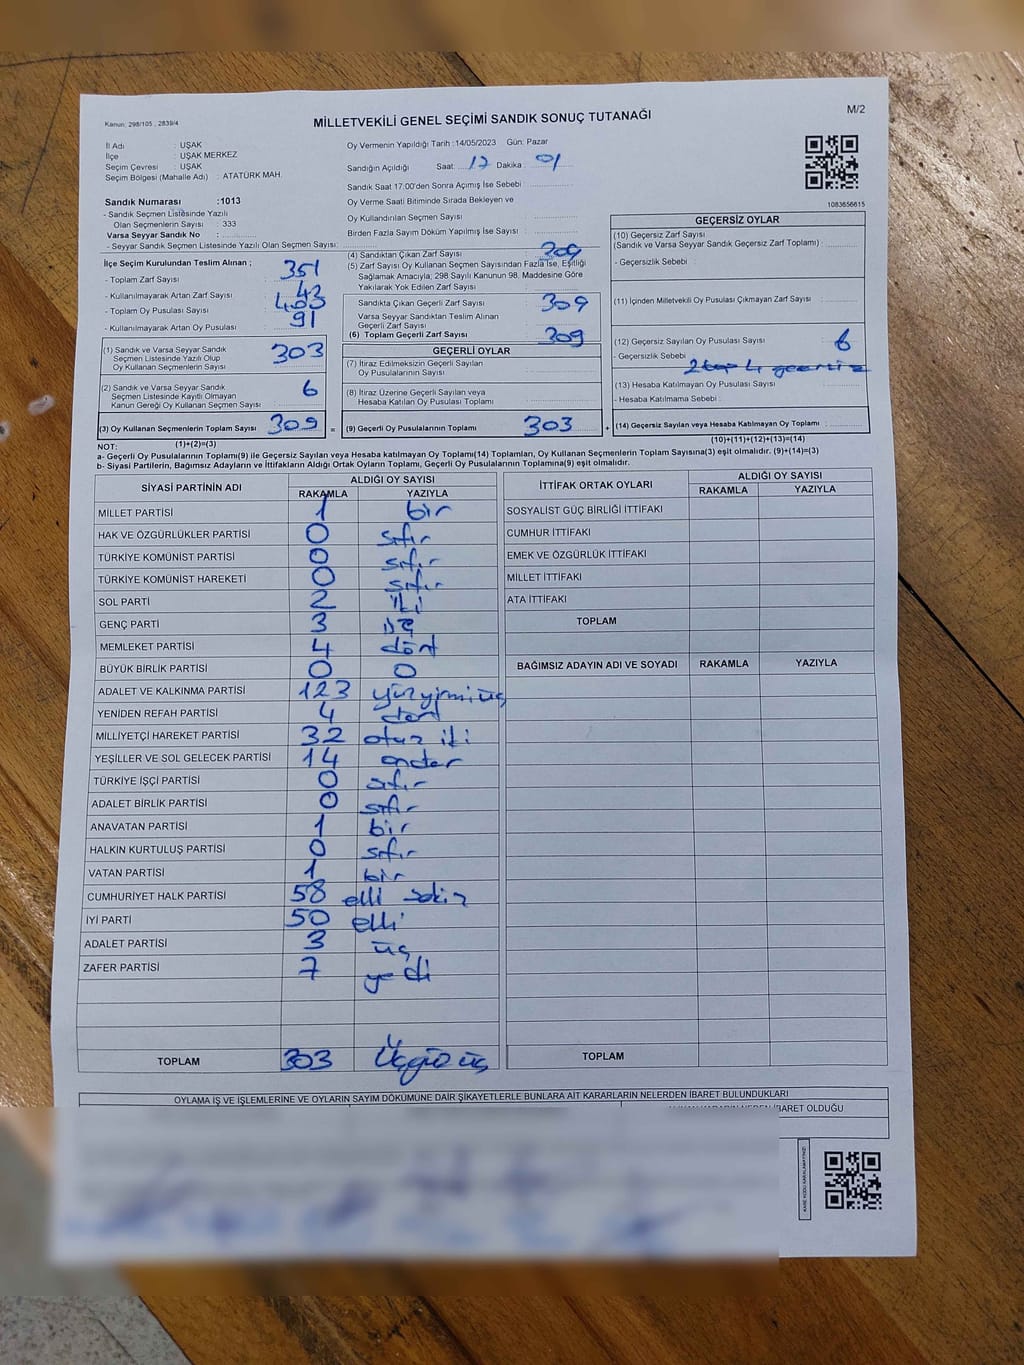 Kanun: 298/105 , 2839/4
MİLLETVEKİLİ GENEL SEÇİMİ SANDIK SONUÇ TUTANAĞI
M/2
İl Adı : UŞAK
İlçe : UŞAK MERKEZ
Seçim Çevresi : UŞAK
Seçim Bölgesi (Mahalle Adı) : ATATÜRK MAH.
Sandık Numarası :1013
- Sandık Seçmen Listesinde Yazılı
Olan Seçmenlerin Sayısı : 333
Varsa Seyyar Sandık No :
- Seyyar Sandık Seçmen Listesinde Yazılı Olan Seçmen Sayısı:
Oy Vermenin Yapıldığı Tarih :14/05/2023 Gün: Pazar
Sandığın Açıldığı Saat: 17 Dakika : 01
Sandık Saat 17:00'den Sonra Açımış İse Sebebi :
Oy Verme Saati Bitiminde Sırada Bekleyen ve
Oy Kullandırılan Seçmen Sayısı :
Birden Fazla Sayım Döküm Yapılmış İse Sayısı :
1083656615
İlçe Seçim Kurulundan Teslim Alınan ;
- Toplam Zarf Sayısı : 351
- Kullanılmayarak Artan Zarf Sayısı : 43
- Toplam Oy Pusulası Sayısı :
- Kullanılmayarak Artan Oy Pusulası : 91
(1) Sandık ve Varsa Seyyar Sandık
Seçmen Listesinde Yazılı Olup
Oy Kullanan Seçmenlerin Sayısı : 303
(2) Sandık ve Varsa Seyyar Sandık
Seçmen Listesinde Kayıtlı Olmayan
Kanun Gereği Oy Kullanan Seçmen Sayısı : 6
(3) Oy Kullanan Seçmenlerin Toplam Sayısı : 309 =
(4) Sandıktan Çıkan Zarf Sayısı : 309
(5) Zarf Sayısı Oy Kullanan Seçmen Sayısından Fazla İse, Eşitliği
Sağlamak Amacıyla; 298 Sayılı Kanunun 98. Maddesine Göre
Yakılarak Yok Edilen Zarf Sayısı :
Sandıkta Çıkan Geçerli Zarf Sayısı : 309
Varsa Seyyar Sandıktan Teslim Alınan
Geçerli Zarf Sayısı :
(6) Toplam Geçerli Zarf Sayısı : 309
GEÇERLİ OYLAR
(7) İtiraz Edilmeksizin Geçerli Sayılan
Oy Pusulalarının Sayısı :
(8) İtiraz Üzerine Geçerli Sayılan veya
Hesaba Katılan Oy Pusulası Toplamı :
(9) Geçerli Oy Pusulalarının Toplamı : 303 +
GEÇERSİZ OYLAR
(10) Geçersiz Zarf Sayısı
(Sandık ve Varsa Seyyar Sandık Geçersiz Zarf Toplamı) :
- Geçersizlik Sebebi :
(11) İçinden Milletvekili Oy Pusulası Çıkmayan Zarf Sayısı :
(12) Geçersiz Sayılan Oy Pusulası Sayısı : 6
- Geçersizlik Sebebi :
(13) Hesaba Katılmayan Oy Pusulası Sayısı :
- Hesaba Katılmama Sebebi :
(14) Geçersiz Sayılan veya Hesaba Katılmayan Oy Toplamı :
NOT: (1)+(2)=(3) (10)+(11)+(12)+(13)=(14)
a- Geçerli Oy Pusulaları Toplamı(9) ile Geçersiz Sayılan veya Hesaba katılmayan Oy Toplamı(14) Toplamları, Oy Kullanan Seçmenlerin Toplam Sayısına(3) eşit olmalıdır. (9)+(14)=(3)
b- Siyasi Partilerin, Bağımsız Adayların ve İttifakların Aldığı Ortak Oyların Toplamı, Geçerli Oy Pusulalarının Toplamına(9) eşit olmalıdır.
SİYASİ PARTİNİN ADI ALDIĞI OY SAYISI
RAKAMLA YAZIYLA
MİLLET PARTİSİ 1 bir
HAK VE ÖZGÜRLÜKLER PARTİSİ 0 sıfır
TÜRKİYE KOMÜNİST PARTİSİ 0 sıfır
TÜRKİYE KOMÜNİST HAREKETİ 0 sıfır
SOL PARTİ 2 iki
GENÇ PARTİ 3 üç
MEMLEKET PARTİSİ 4 dört
BÜYÜK BİRLİK PARTİSİ 0 0
ADALET VE KALKINMA PARTİSİ 123 yüzyirmiüç
YENİDEN REFAH PARTİSİ 4 dört
MİLLİYETÇİ HAREKET PARTİSİ 32 otuz iki
YEŞİLLER VE SOL GELECEK PARTİSİ 14 ondör
TÜRKİYE İŞÇİ PARTİSİ 0 sıfır
ADALET BİRLİK PARTİSİ 0 sıfır
ANAVATAN PARTİSİ 1 bir
HALKIN KURTULUŞ PARTİSİ 0 sıfır
VATAN PARTİSİ 1 bir
CUMHURİYET HALK PARTİSİ 58 elli sekiz
İYİ PARTİ 50 elli
ADALET PARTİSİ 3 üç
ZAFER PARTİSİ 7 yedi
TOPLAM 303 Üçyüz üç
İTTİFAK ORTAK OYLARI ALDIĞI OY SAYISI
RAKAMLA YAZIYLA
SOSYALİST GÜÇ BİRLİĞİ İTTİFAKI
CUMHUR İTTİFAKI
EMEK VE ÖZGÜRLÜK İTTİFAKI
MİLLET İTTİFAKI
ATA İTTİFAKI
TOPLAM
BAĞIMSIZ ADAYIN ADI VE SOYADI RAKAMLA YAZIYLA
TOPLAM
OYLAMA İŞ VE İŞLEMLERİNE VE OYLARIN SAYIM DÖKÜMÜNE DAİR ŞİKAYETLERLE BUNLARA AİT KARARLARIN NELERDEN İBARET BULUNDUKLARI
İBARET OLDUĞU